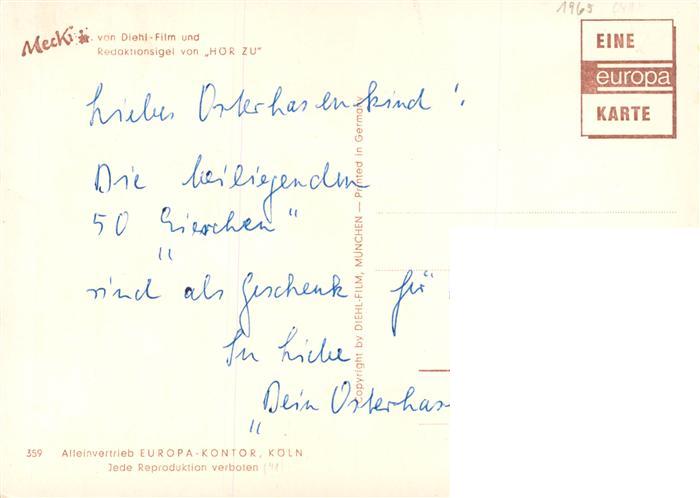 1965
Mecki von Diehl-Film und
Redaktionsigel von „HÖR ZU"
EINE
europa
KARTE
Liebes Osterhasenkind!
Die beiliegenden
50 „Eierchen"
sind als Geschenk für
In Liebe
„Dein Osterhas
Copyright by DIEHL-FILM, MÜNCHEN — Printed in Germany
359 Alleinvertrieb EUROPA-KONTOR, KÖLN
Jede Reproduktion verboten (41)